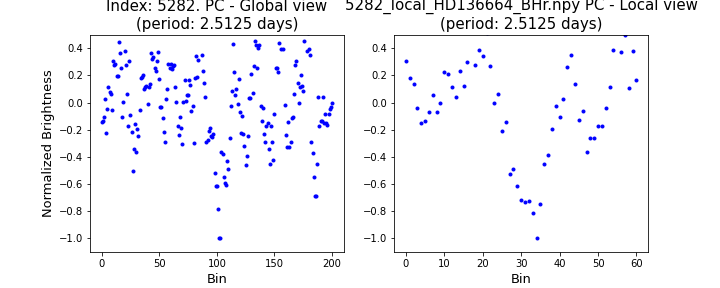 Index: 5282. PC - Global view
(period: 2.5125 days)
5282_local_HD136664_BHr.npy PC - Local view
(period: 2.5125 days)
Normalized Brightness
0.4
0.2
0.0
−0.2
−0.4
−0.6
−0.8
−1.0
0 50 100 150 200
Bin
0.4
0.2
0.0
−0.2
−0.4
−0.6
−0.8
−1.0
0 10 20 30 40 50 60
Bin